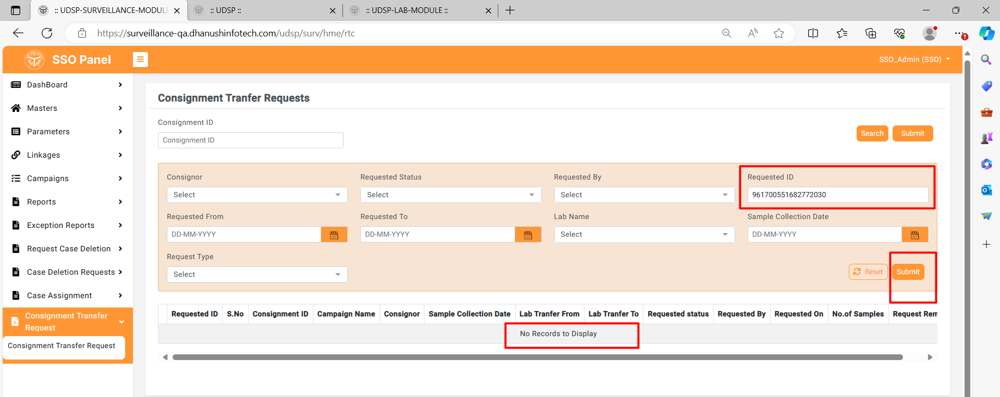 :: UDSP-SURVEILLANCE-MODULE
:: UDSP ::
:: UDSP-LAB-MODULE ::
https://surveillance-qa.dhanushinfotech.com/udsp/surv/hme/rtc
SSO Panel
SSO_Admin (SSO)
DashBoard
Masters
Parameters
Linkages
Campaigns
Reports
Exception Reports
Request Case Deletion
Case Deletion Requests
Case Assignment
Consignment Transfer
Request
Consignment Transfer Request
Consignment Tranfer Requests
Consignment ID
Consignment ID
Search Submit
Consignor Requested Status Requested By Requested ID
Select Select Select 961700551682772030
Requested From Requested To Lab Name Sample Collection Date
DD-MM-YYYY DD-MM-YYYY Select DD-MM-YYYY
Request Type
Select
Reset Submit
Requested ID S.No Consignment ID Campaign Name Consignor Sample Collection Date Lab Tranfer From Lab Tranfer To Requested status Requested By Requested On No.of Samples Request Rem
No Records to Display